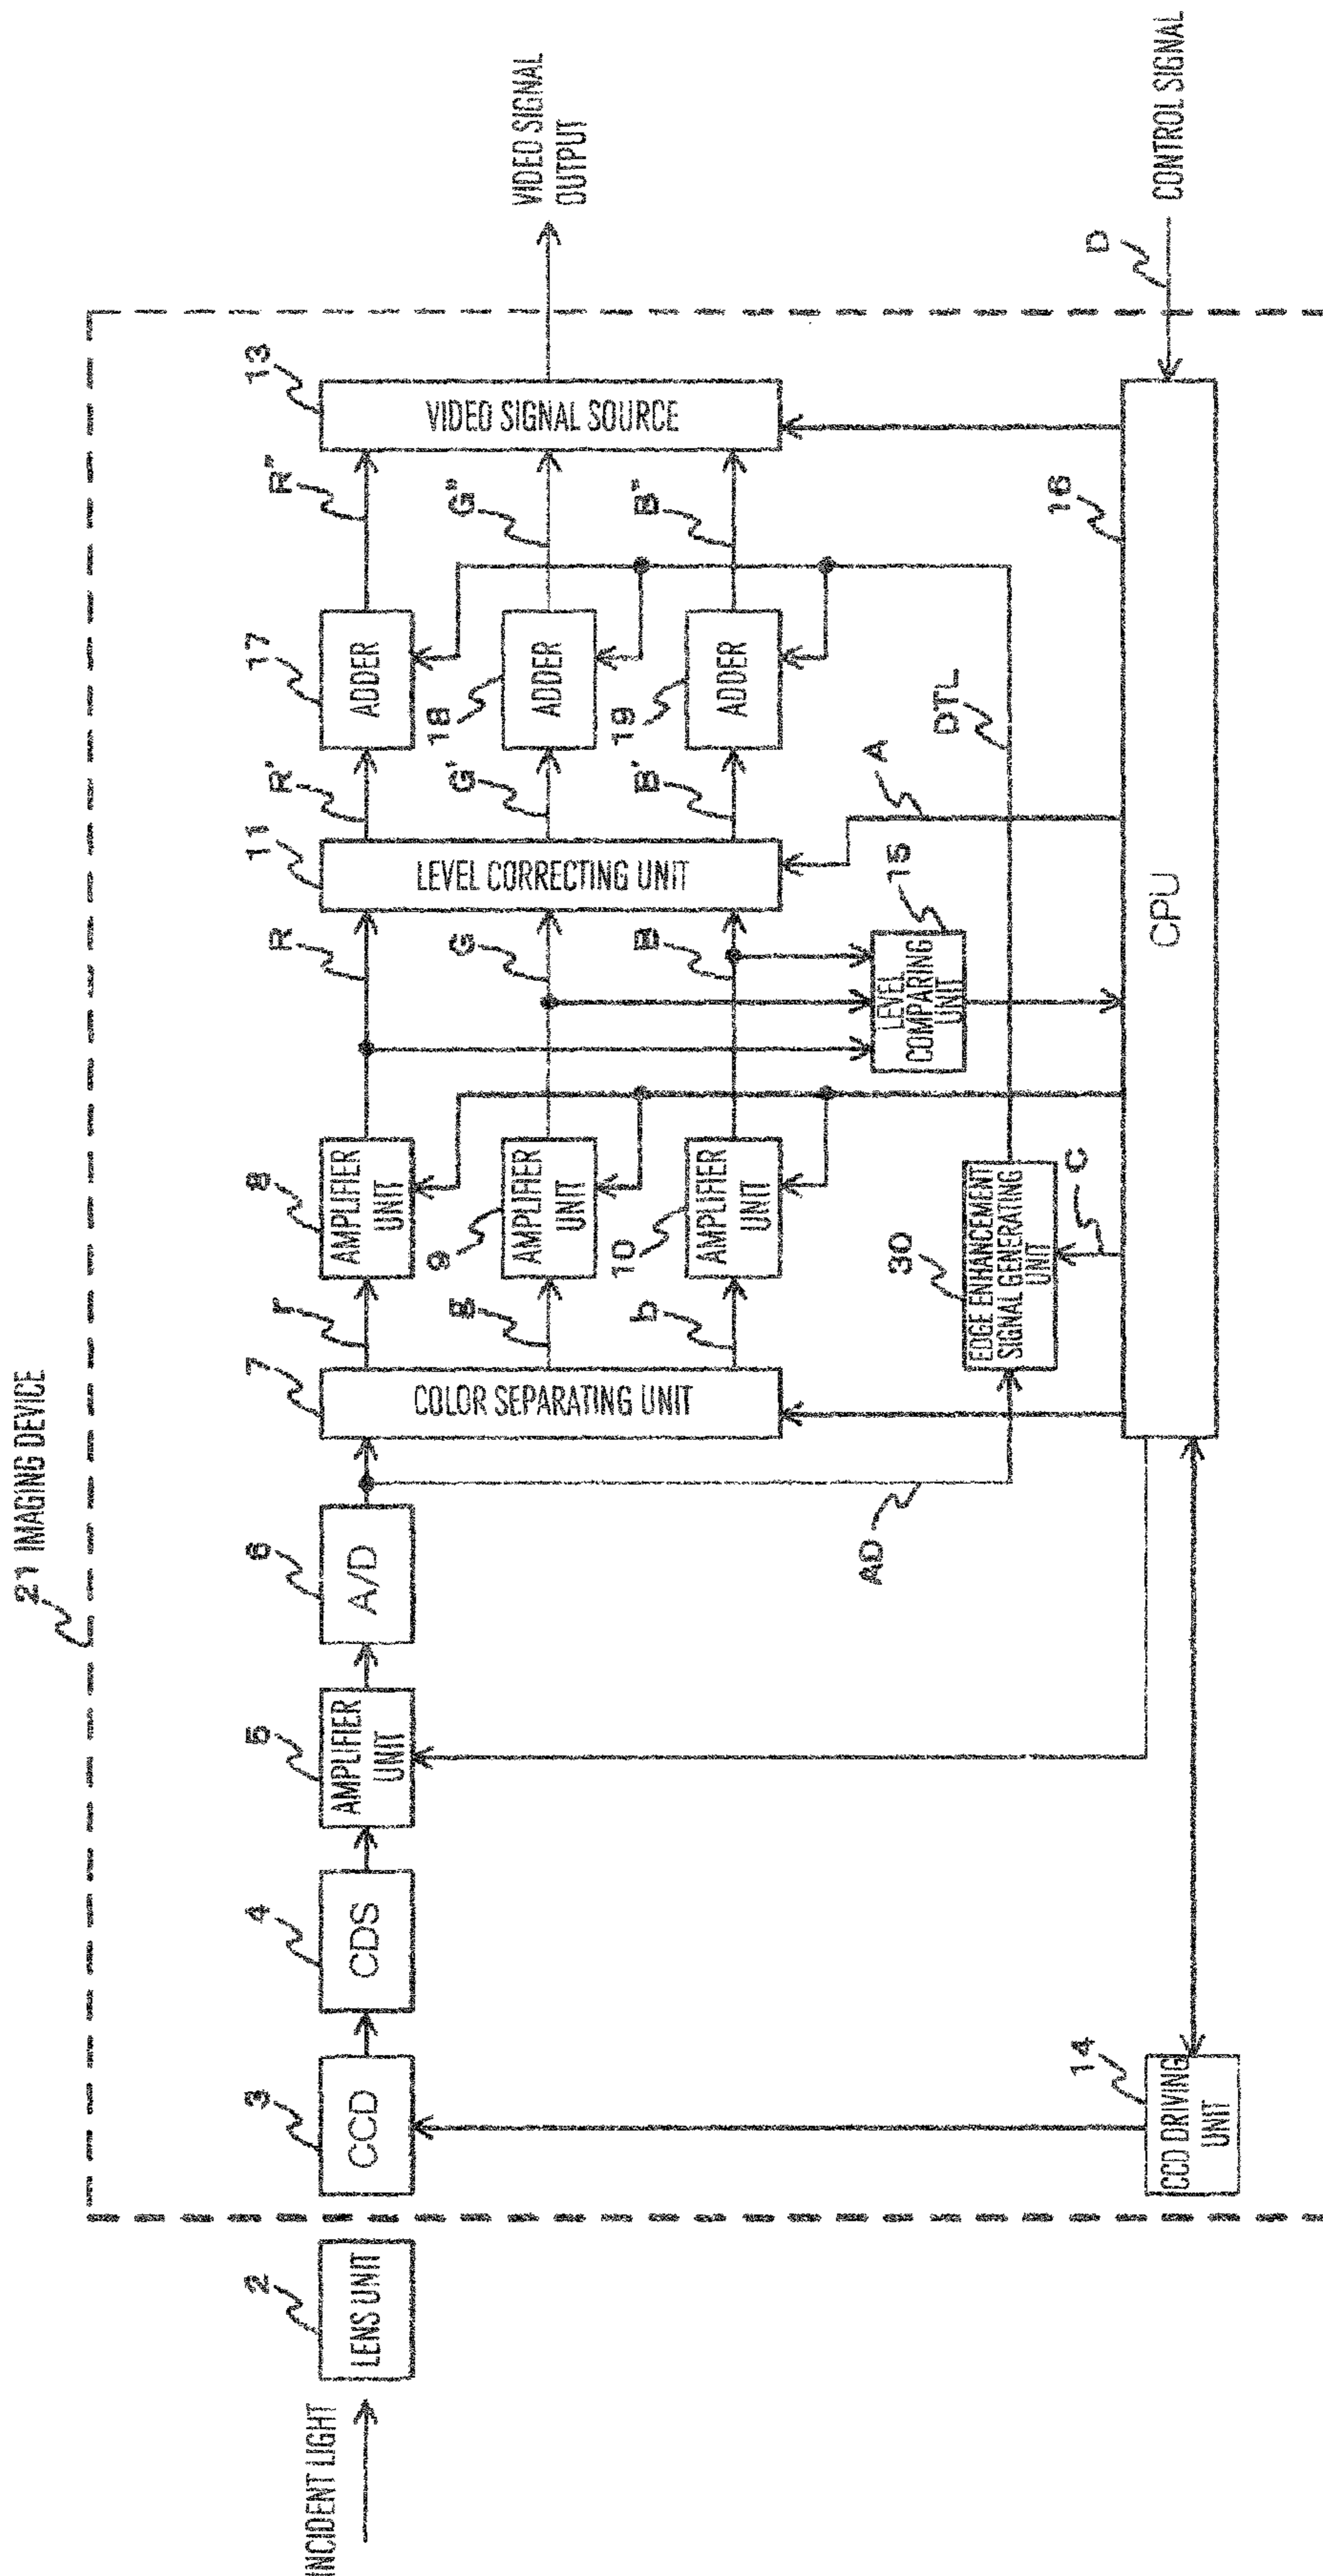 21 IMAGING DEVICE
INCIDENT LIGHT
2
LENS UNIT
3
CCD
4
CDS
5
AMPLIFIER
UNIT
6
A/D
AD
7
COLOR SEPARATING UNIT
r
g
b
8
AMPLIFIER
UNIT
9
AMPLIFIER
UNIT
10
AMPLIFIER
UNIT
R
G
B
11
LEVEL CORRECTING UNIT
R'
G'
B'
17
ADDER
18
ADDER
19
ADDER
R"
G"
B"
13
VIDEO SIGNAL SOURCE
VIDEO SIGNAL
OUTPUT
30
EDGE ENHANCEMENT
SIGNAL GENERATING
UNIT
C
15
LEVEL
COMPARING
UNIT
A
DTL
14
CCD DRIVING
UNIT
16
CPU
D
CONTROL SIGNAL